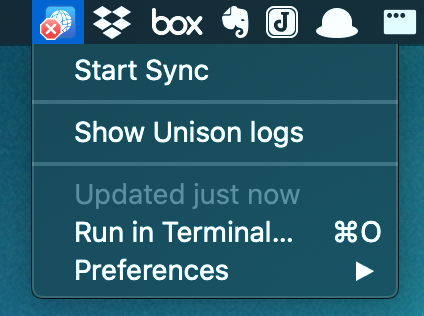 box
J
Start Sync
Show Unison logs
Updated just now
Run in Terminal... ⌘O
Preferences ▶